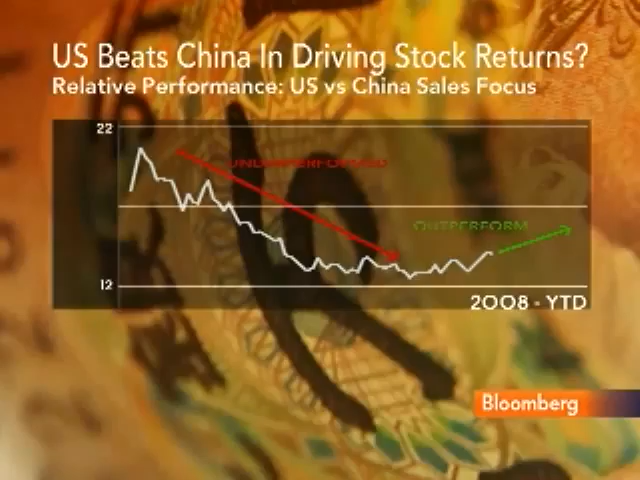 US Beats China In Driving Stock Returns?
Relative Performance: US vs China Sales Focus
22
UNDERPERFORMED
OUTPERFORM
12
2008 - YTD
Bloomberg